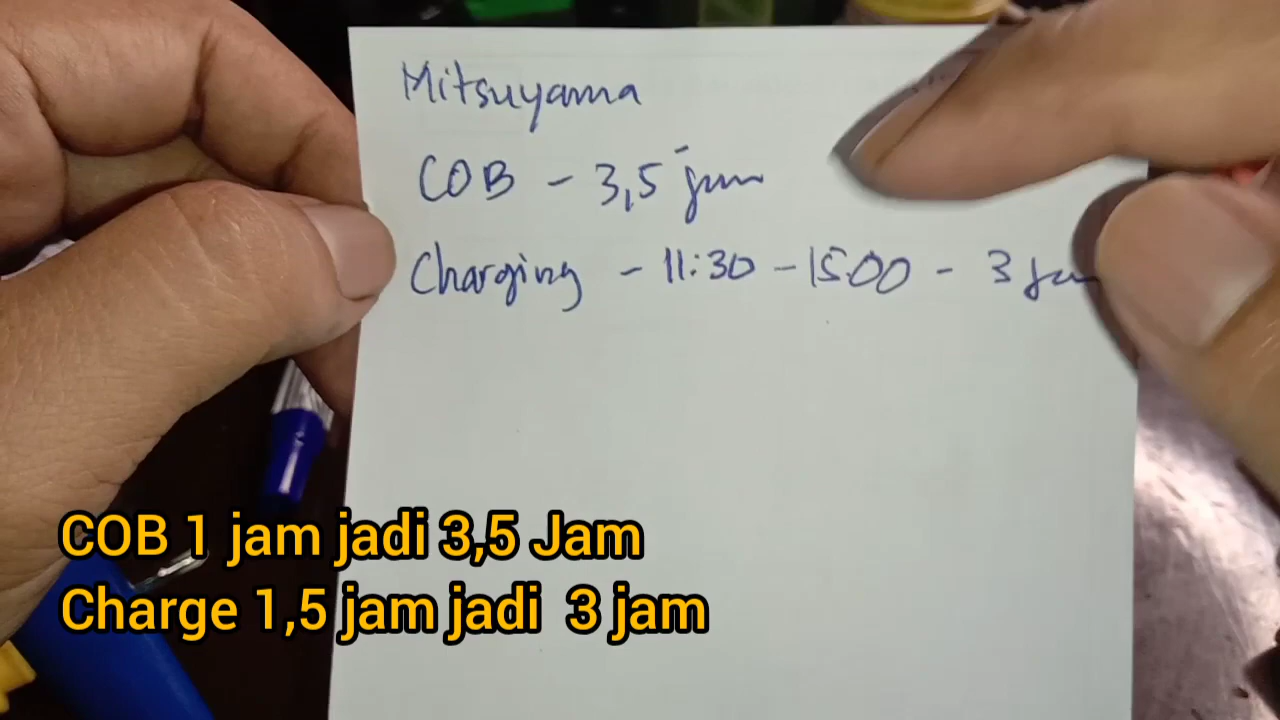 Mitsuyama
COB - 3,5 jam
Charging - 11:30 - 15:00 - 3 ja
COB 1 jam jadi 3,5 Jam
Charge 1,5 jam jadi 3 jam